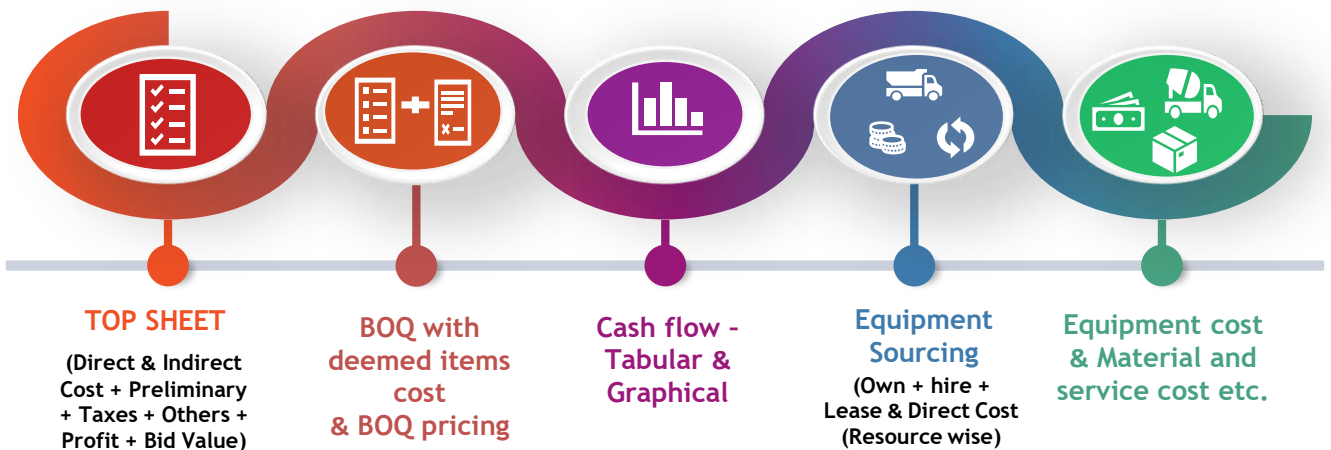 TOP SHEET
(Direct & Indirect
Cost + Preliminary
+ Taxes + Others +
Profit + Bid Value)
BOQ with
deemed items
cost
& BOQ pricing
Cash flow –
Tabular &
Graphical
Equipment
Sourcing
(Own + hire +
Lease & Direct Cost
(Resource wise)
Equipment cost
& Material and
service cost etc.